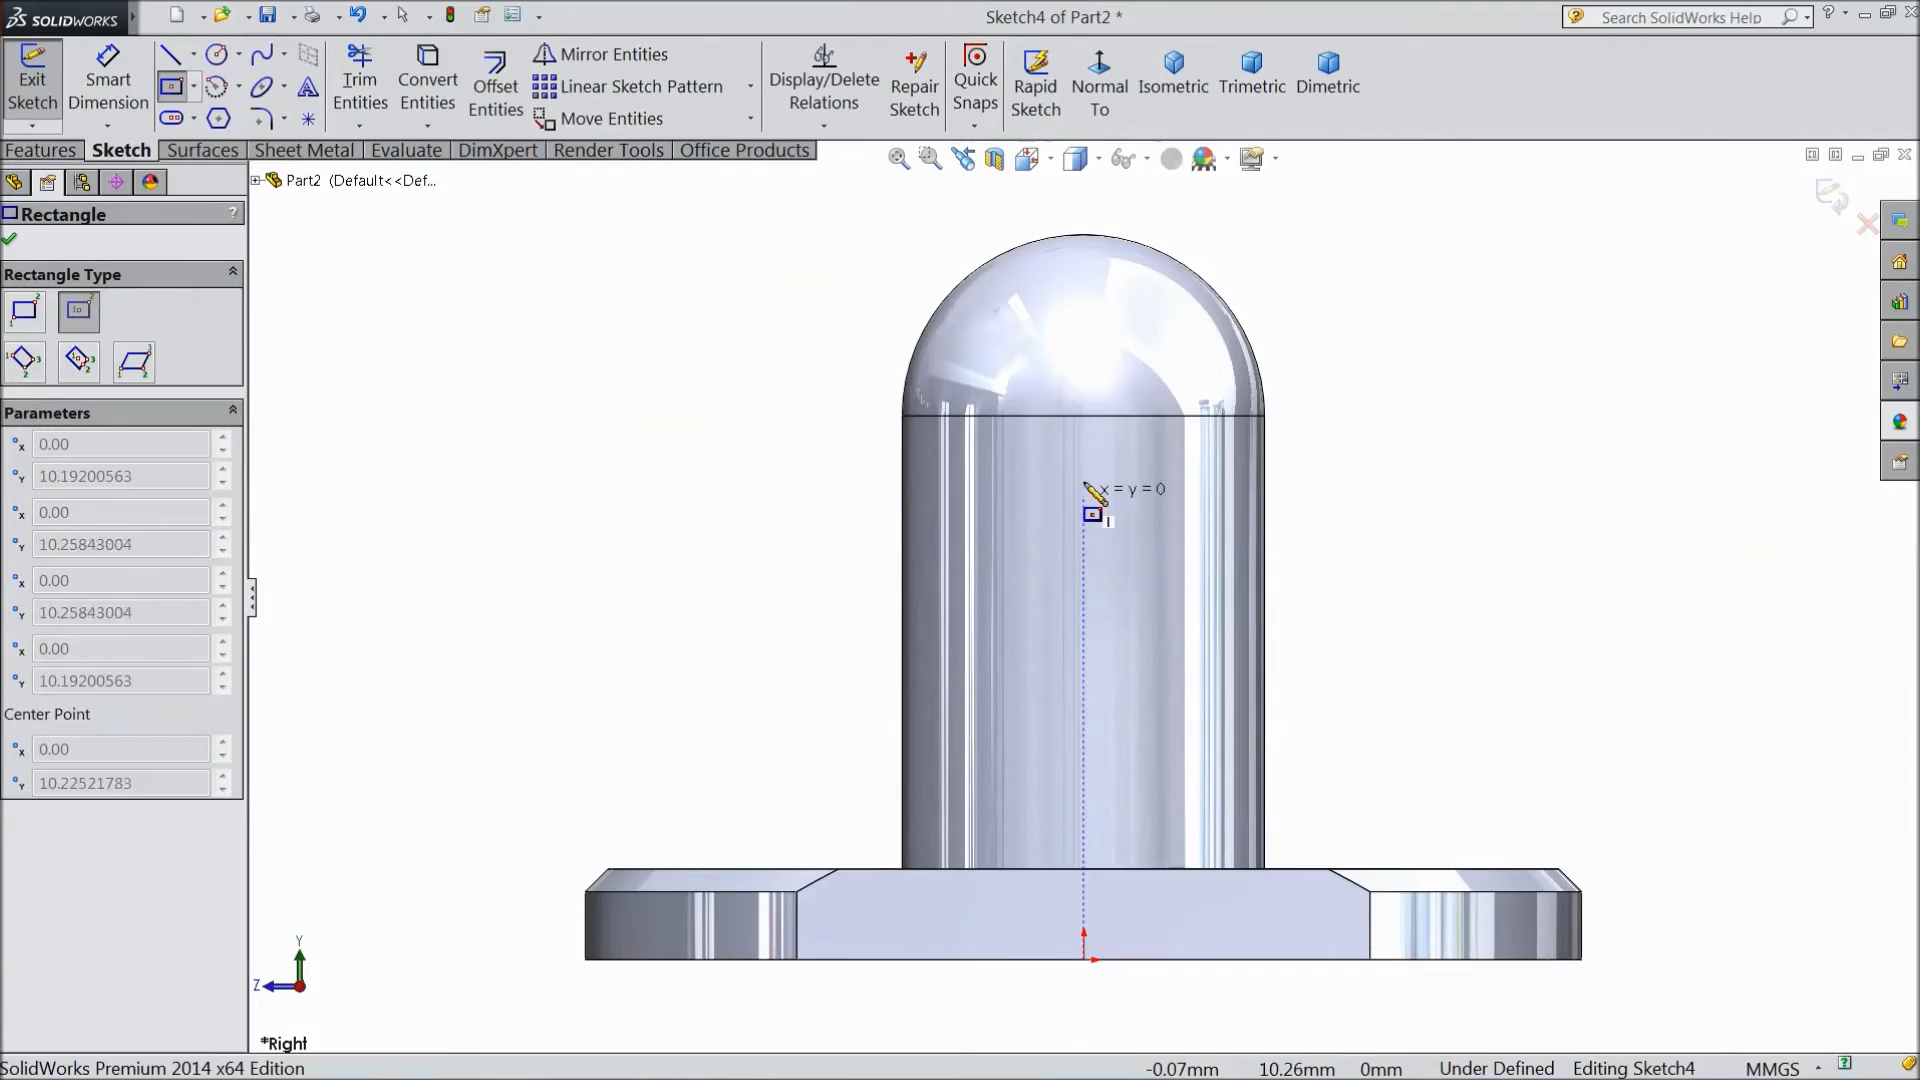 SOLIDWORKS
Sketch4 of Part2 *
Search SolidWorks Help
Exit Sketch
Smart Dimension
Trim Entities
Convert Entities
Offset Entities
Mirror Entities
Linear Sketch Pattern
Move Entities
Display/Delete Relations
Repair Sketch
Quick Snaps
Rapid Sketch
Normal To
Isometric
Trimetric
Dimetric
Features
Sketch
Surfaces
Sheet Metal
Evaluate
DimXpert
Render Tools
Office Products
Part2 (Default<<Def...
Rectangle
?
Rectangle Type
Parameters
x 0.00
Y 10.19200563
x 0.00
Y 10.25843004
x 0.00
Y 10.25843004
x 0.00
Y 10.19200563
Center Point
x 0.00
Y 10.22521783
x = y = 0
Y
Z
*Right
SolidWorks Premium 2014 x64 Edition
-0.07mm
10.26mm
0mm
Under Defined
Editing Sketch4
MMGS